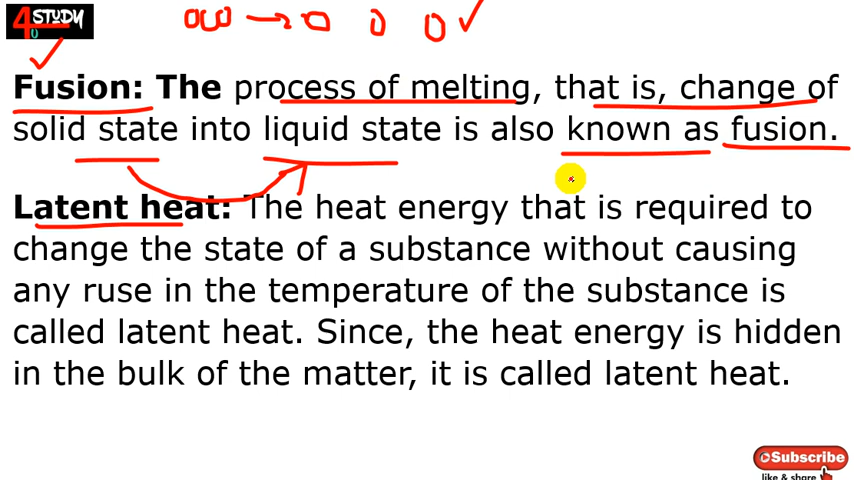 4STUDY
Fusion: The process of melting, that is, change of
solid state into liquid state is also known as fusion.
Latent heat: The heat energy that is required to
change the state of a substance without causing
any ruse in the temperature of the substance is
called latent heat. Since, the heat energy is hidden
in the bulk of the matter, it is called latent heat.
Subscribe
like & share